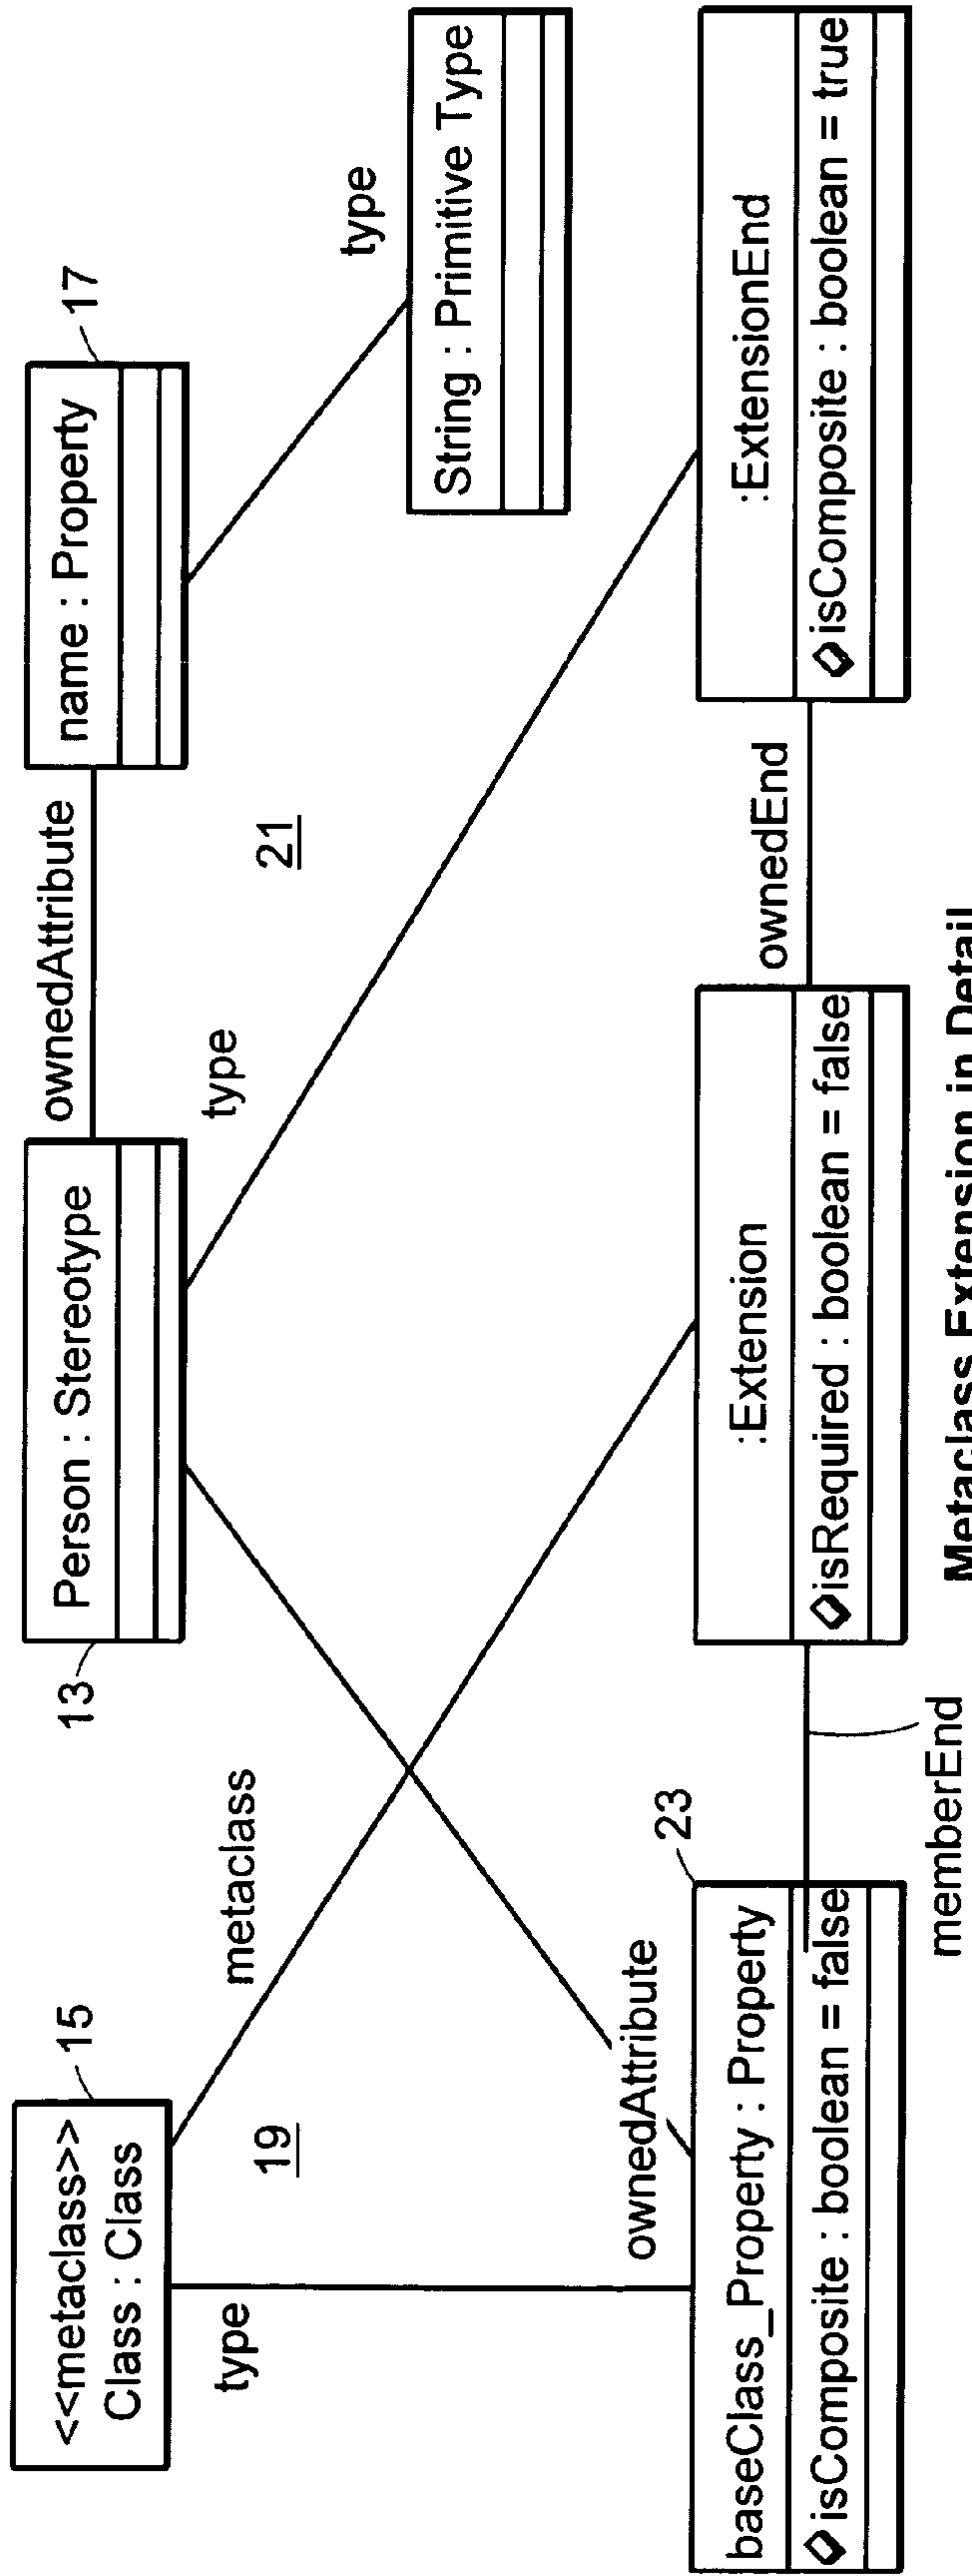 <<metaclass>>
Class : Class
15
13
Person : Stereotype
ownedAttribute
name : Property
17
type
metaclass
19
type
21
type
String : Primitive Type
ownedAttribute
23
baseClass_Property : Property
isComposite : boolean = false
memberEnd
:Extension
isRequired : boolean = false
ownedEnd
:ExtensionEnd
isComposite : boolean = true
Metaclass Extension in Detail